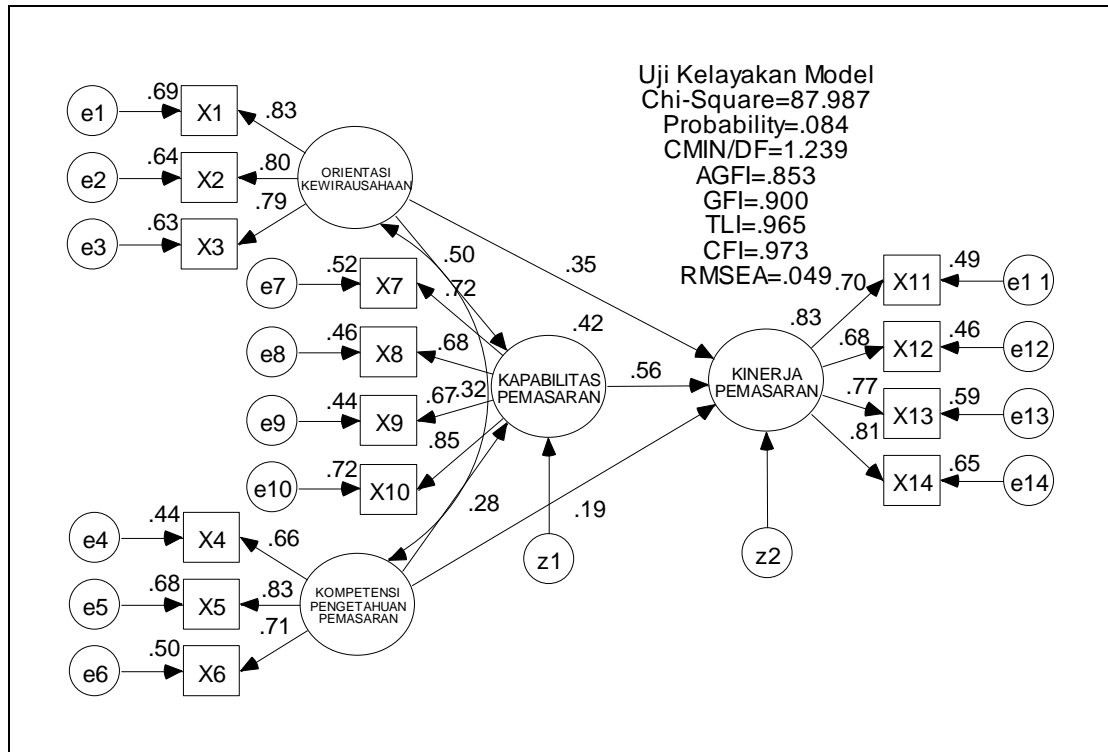 Uji Kelayakan Model
Chi-Square=87.987
Probability=.084
CMIN/DF=1.239
AGFI=.853
GFI=.900
TLI=.965
CFI=.973
RMSEA=.049
e1
.69
X1
.83
e2
.64
X2
.80
e3
.63
X3
.79
ORIENTASI
KEWIRAUSAHAAN
e7
.52
X7
.72
e8
.46
X8
.68
e9
.44
X9
.67
e10
.72
X10
.85
.50
.35
.32
.42
KAPABILITAS
PEMASARAN
.56
.28
.19
z1
e4
.44
X4
.66
e5
.68
X5
.83
e6
.50
X6
.71
KOMPETENSI
PENGETAHUAN
PEMASARAN
.83
KINERJA
PEMASARAN
z2
.70
X11
.49
e1 1
.68
X12
.46
e12
.77
X13
.59
e13
.81
X14
.65
e14